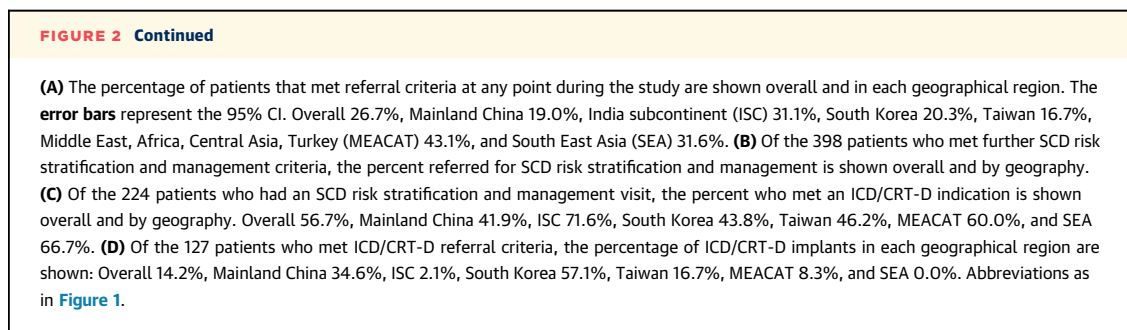 FIGURE 2 Continued
(A) The percentage of patients that met referral criteria at any point during the study are shown overall and in each geographical region. The
error bars represent the 95% CI. Overall 26.7%, Mainland China 19.0%, India subcontinent (ISC) 31.1%, South Korea 20.3%, Taiwan 16.7%,
Middle East, Africa, Central Asia, Turkey (MEACAT) 43.1%, and South East Asia (SEA) 31.6%. (B) Of the 398 patients who met further SCD risk
stratification and management criteria, the percent referred for SCD risk stratification and management is shown overall and by geography.
(C) Of the 224 patients who had an SCD risk stratification and management visit, the percent who met an ICD/CRT-D indication is shown
overall and by geography. Overall 56.7%, Mainland China 41.9%, ISC 71.6%, South Korea 43.8%, Taiwan 46.2%, MEACAT 60.0%, and SEA
66.7%. (D) Of the 127 patients who met ICD/CRT-D referral criteria, the percentage of ICD/CRT-D implants in each geographical region are
shown: Overall 14.2%, Mainland China 34.6%, ISC 2.1%, South Korea 57.1%, Taiwan 16.7%, MEACAT 8.3%, and SEA 0.0%. Abbreviations as
in Figure 1.